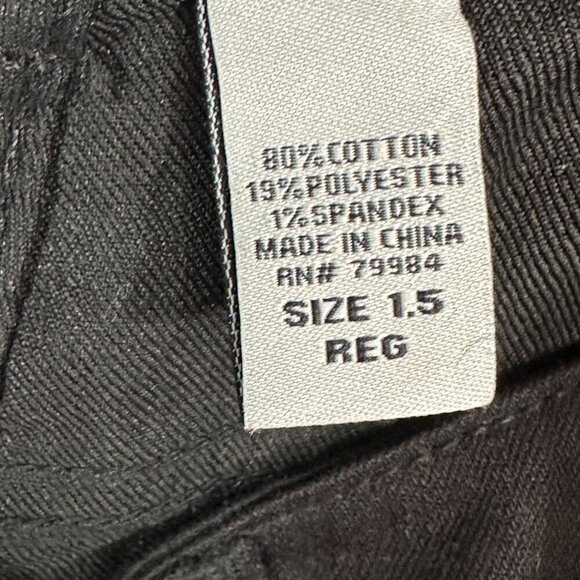 80% COTTON
19% POLYESTER
1% SPANDEX
MADE IN CHINA
RN# 79984
SIZE 1.5
REG